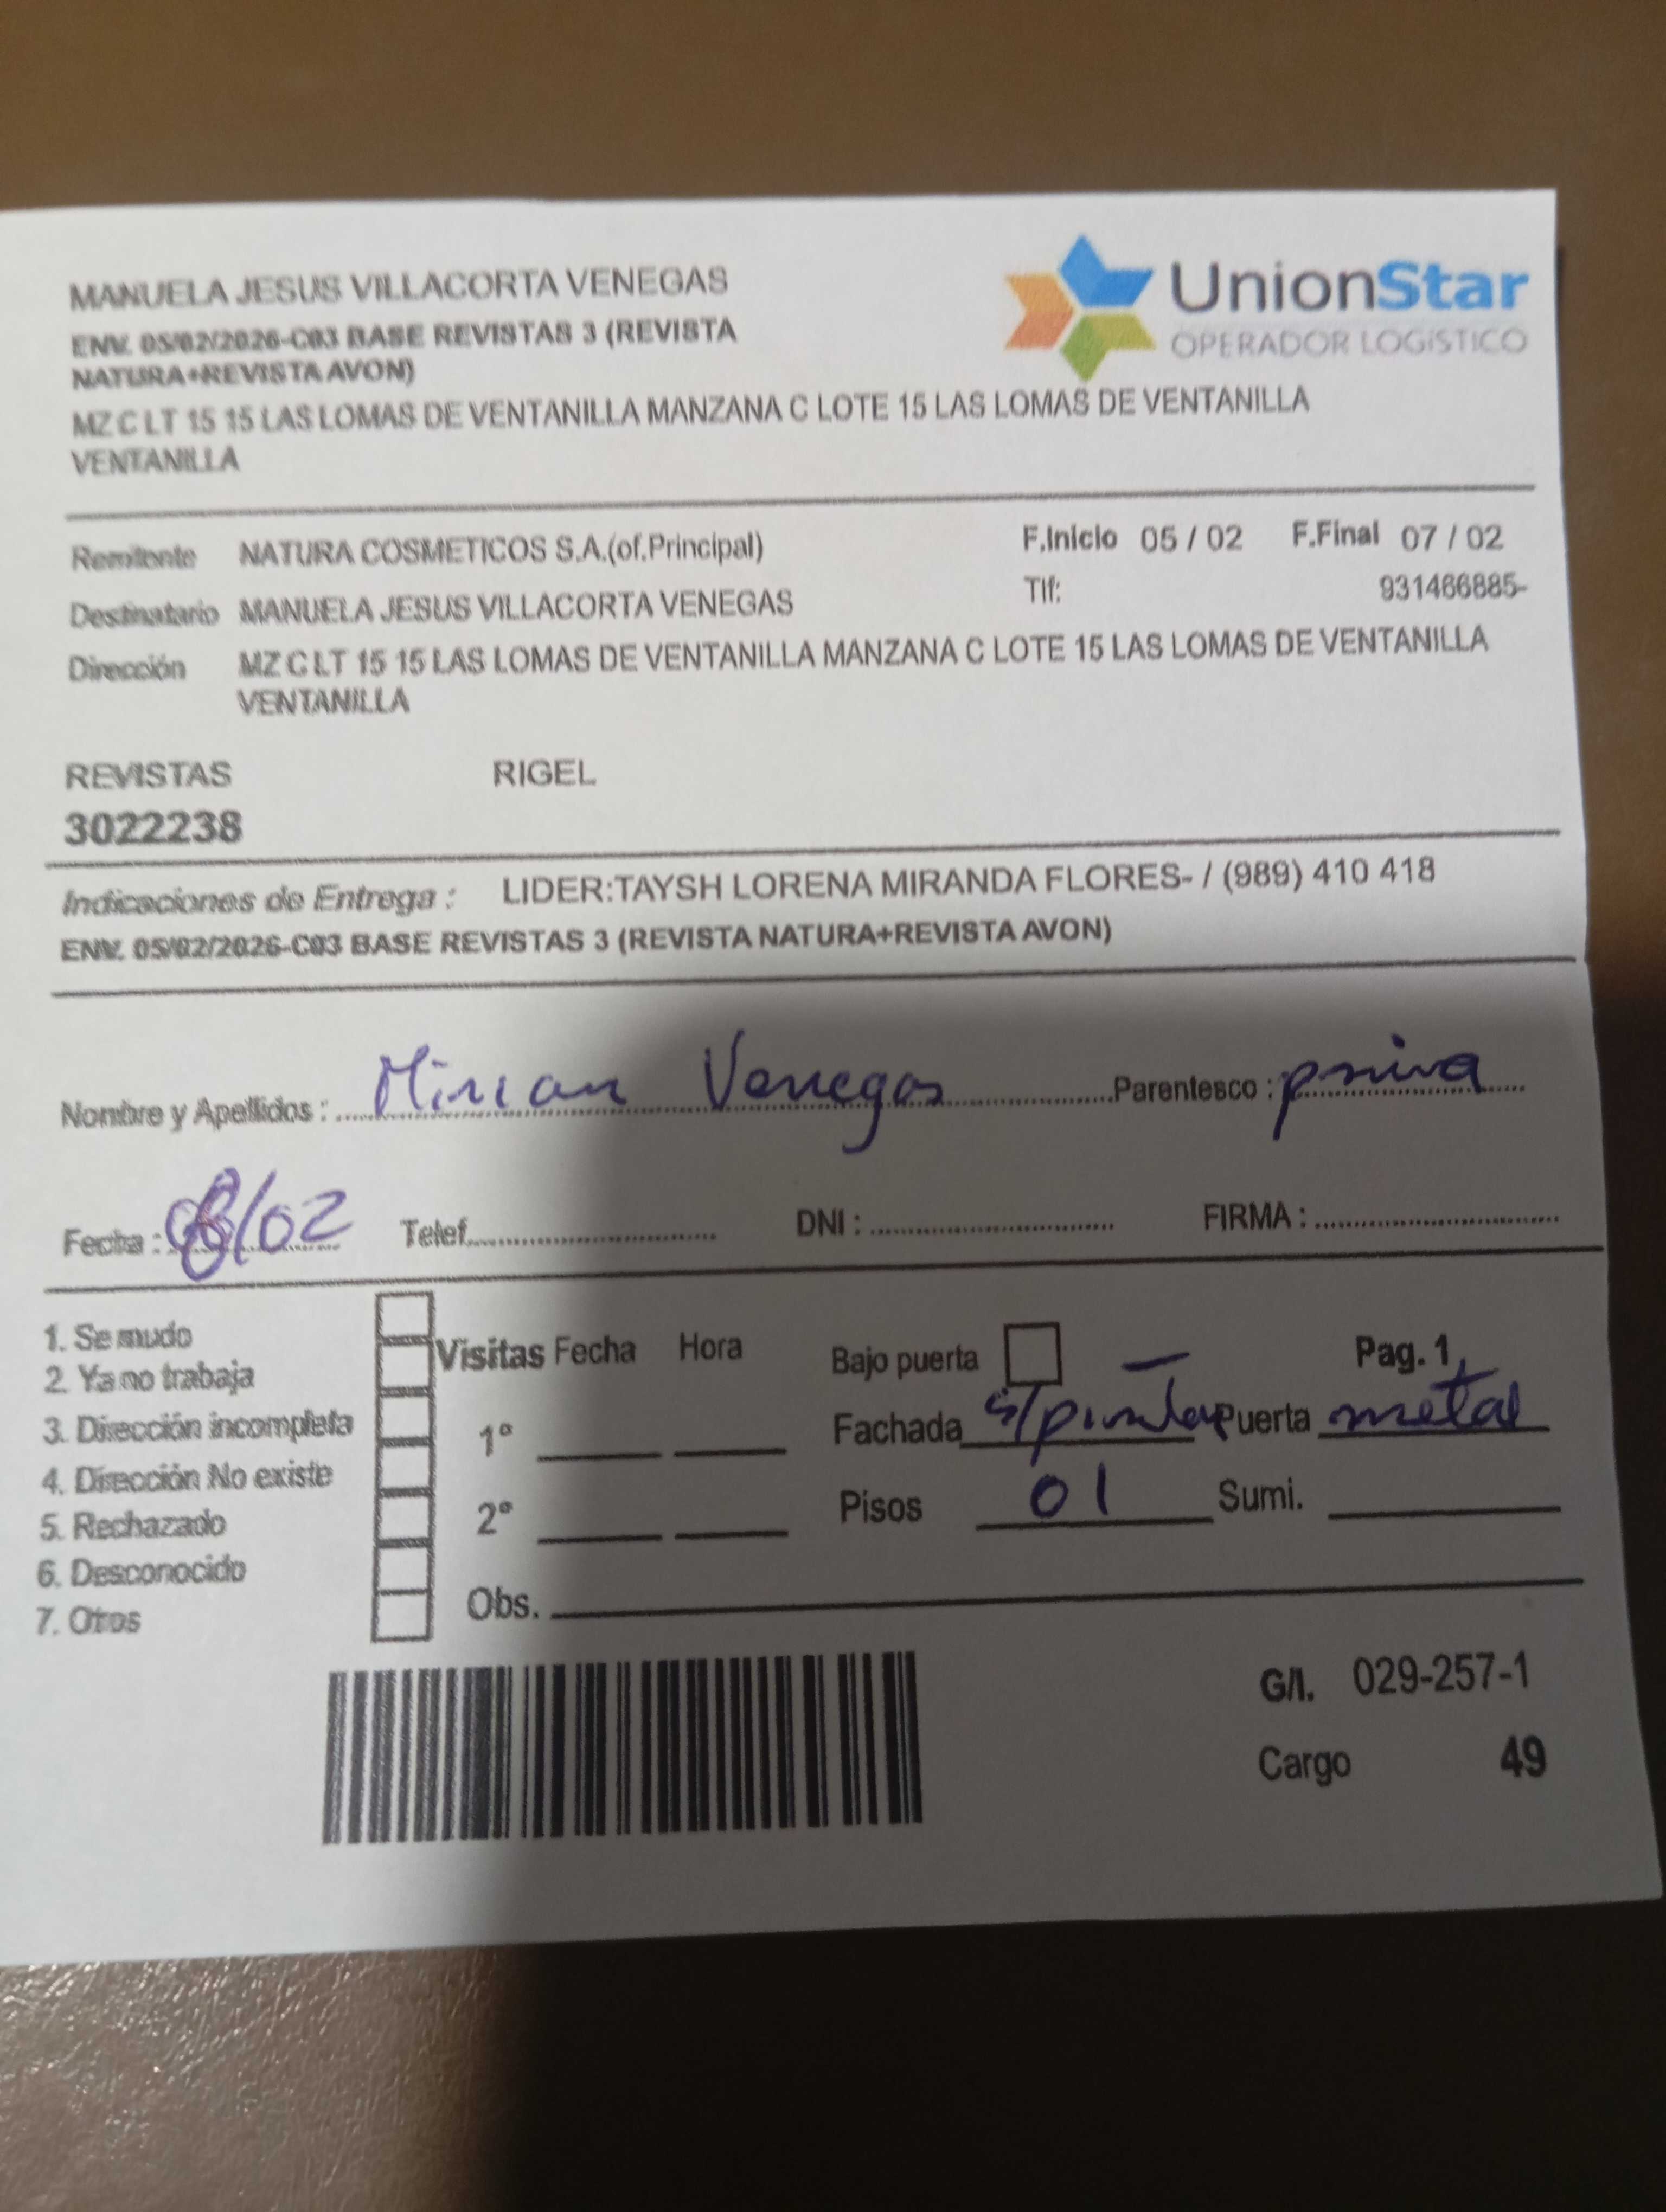 MANUELA JESUS VILLACORTA VENEGAS
UnionStar
OPERADOR LOGÍSTICO
ENV. 05/02/2026-C03 BASE REVISTAS 3 (REVISTA
NATURA+REVISTA AVON)
MZ C LT 15 15 LAS LOMAS DE VENTANILLA MANZANA C LOTE 15 LAS LOMAS DE VENTANILLA
VENTANILLA
Remitente NATURA COSMETICOS S.A.(of.Principal) F.Inicio 05 / 02 F.Final 07 / 02
Destinatario MANUELA JESUS VILLACORTA VENEGAS Tlf: 931466885-
Dirección MZ C LT 15 15 LAS LOMAS DE VENTANILLA MANZANA C LOTE 15 LAS LOMAS DE VENTANILLA
VENTANILLA
REVISTAS RIGEL
3022238
Indicaciones de Entrega : LIDER:TAYSH LORENA MIRANDA FLORES- / (989) 410 418
ENV. 05/02/2026-C03 BASE REVISTAS 3 (REVISTA NATURA+REVISTA AVON)
Nombre y Apellidos : Mirian Venegas Parentesco :
Fecha : /02 Telef. DNI : FIRMA :
1. Se mudo
2. Ya no trabaja
3. Dirección incompleta
4. Dirección No existe
5. Rechazado
6. Desconocido
7. Otros
Visitas Fecha Hora
1º
2º
Obs.
Bajo puerta Pag. 1
Fachada Puerta metal
Pisos 01 Sumi.
G/I. 029-257-1
Cargo 49